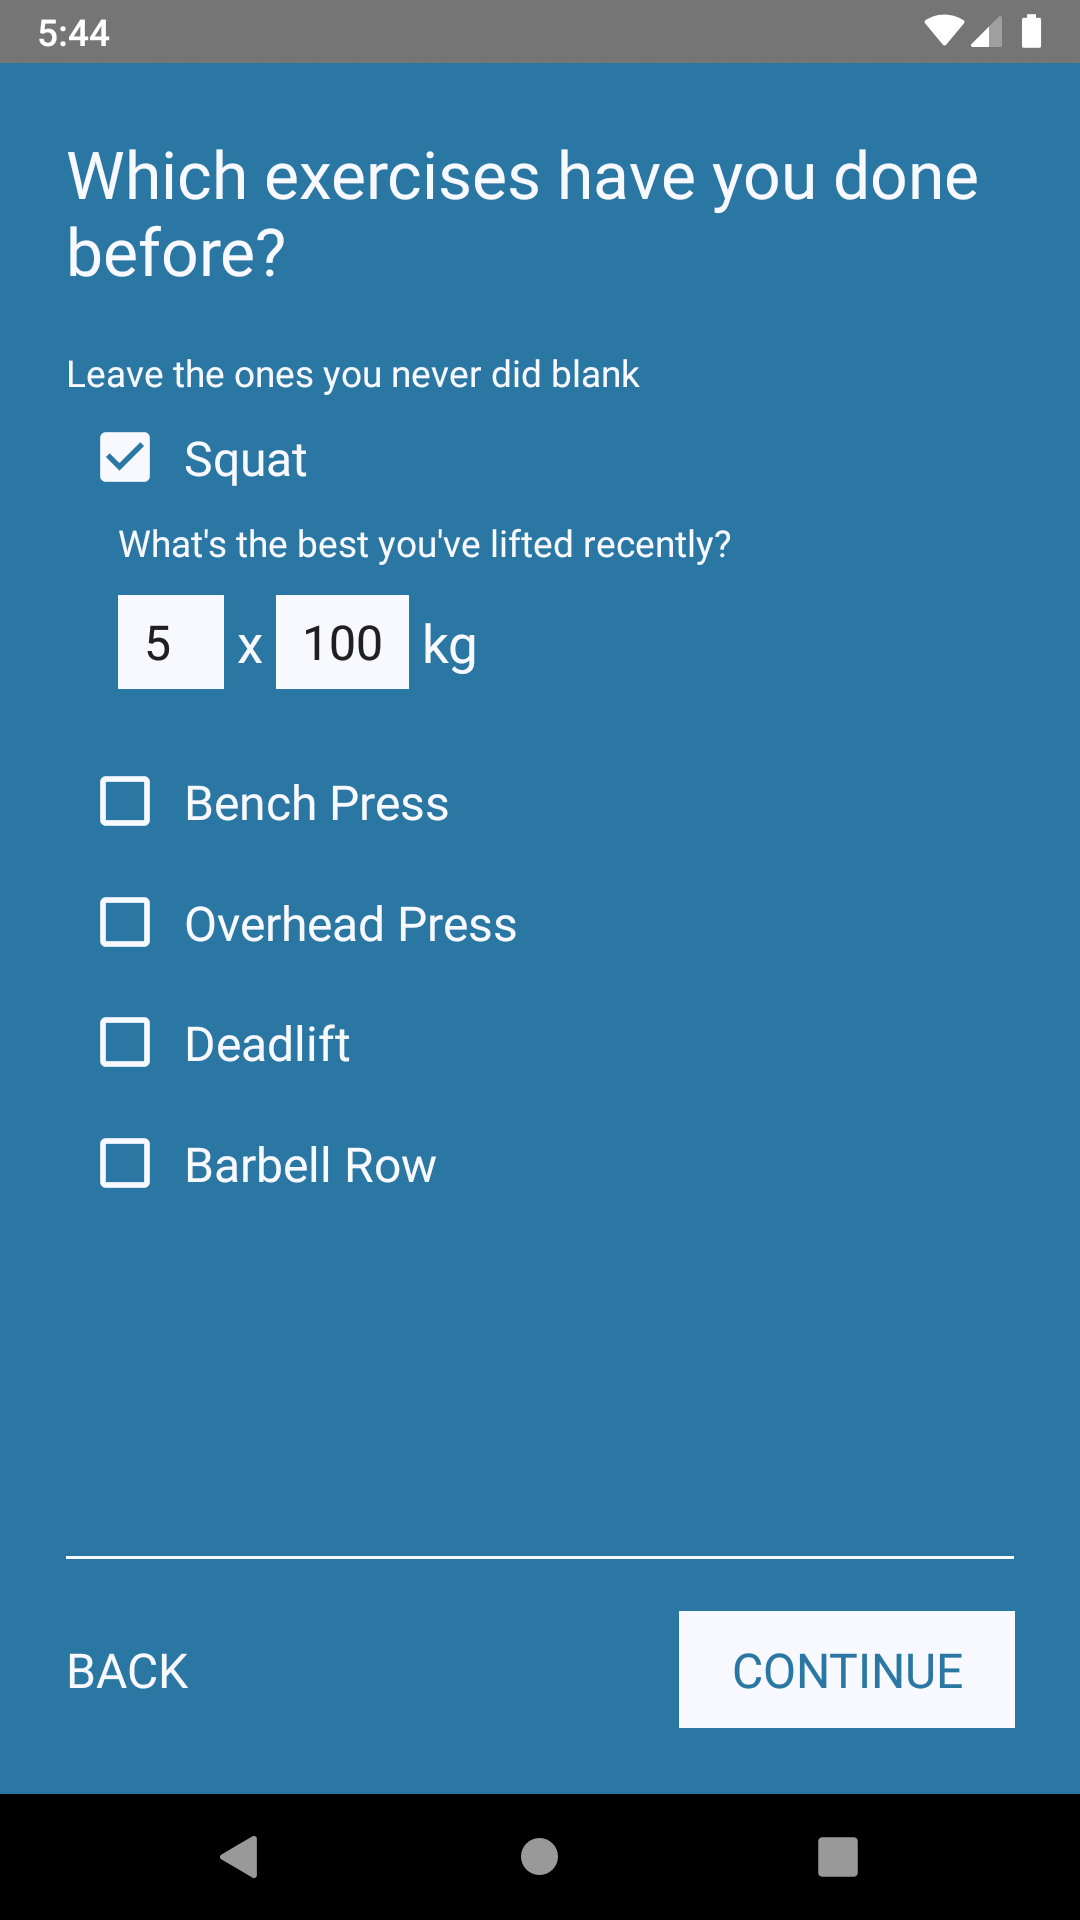 5:44
Which exercises have you done
before?
Leave the ones you never did blank
Squat
What's the best you've lifted recently?
5 x 100 kg
Bench Press
Overhead Press
Deadlift
Barbell Row
BACK CONTINUE